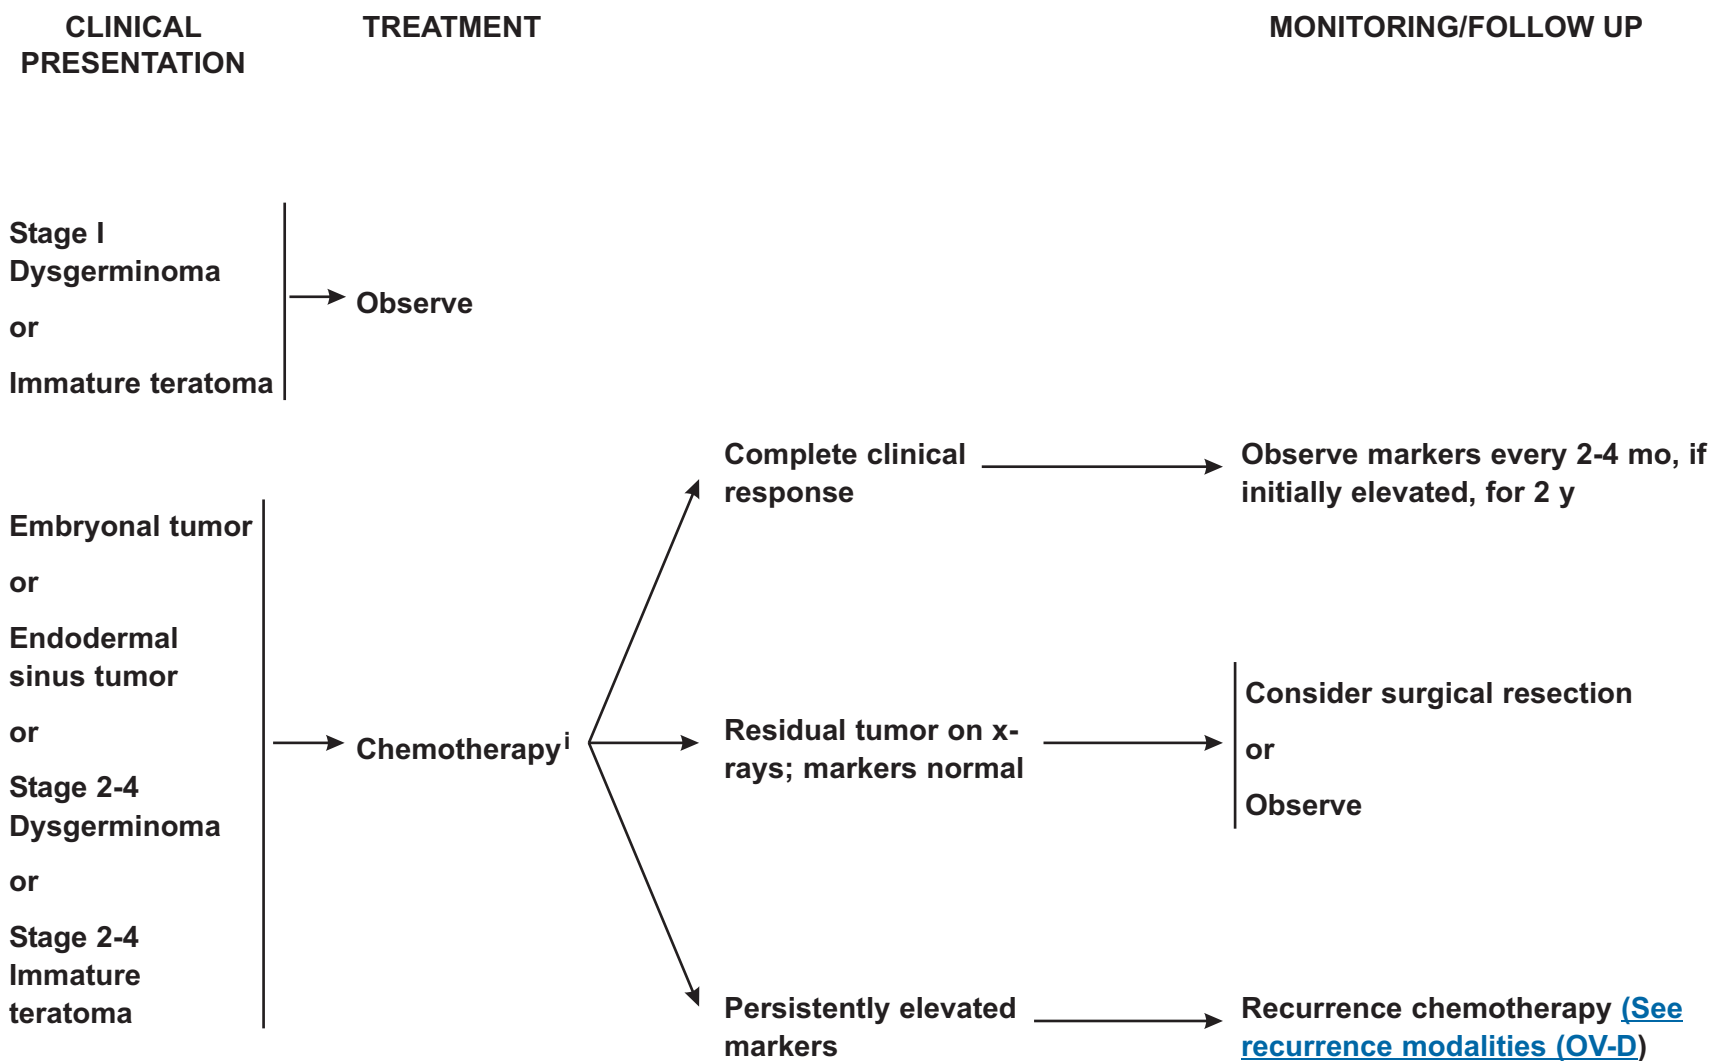 CLINICAL
PRESENTATION
TREATMENT
MONITORING/FOLLOW UP
Stage I
Dysgerminoma
or
Immature teratoma
Observe
Embryonal tumor
or
Endodermal
sinus tumor
or
Stage 2-4
Dysgerminoma
or
Stage 2-4
Immature
teratoma
Chemotherapy i
Complete clinical
response
Observe markers every 2-4 mo, if
initially elevated, for 2 y
Residual tumor on x-
rays; markers normal
Consider surgical resection
or
Observe
Persistently elevated
markers
Recurrence chemotherapy (See
recurrence modalities (OV-D)